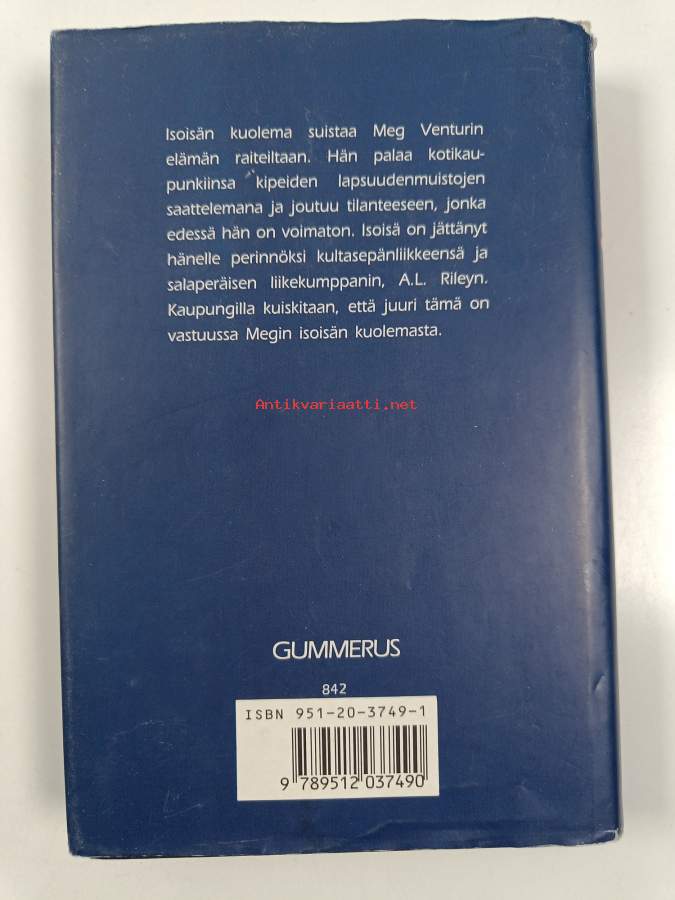 Isoisän kuolema suistaa Meg Venturin
elämän raiteiltaan. Hän palaa kotikau-
punkiinsa kipeiden lapsuudenmuistojen
saattelemana ja joutuu tilanteeseen, jonka
edessä hän on voimaton. Isoisä on jättänyt
hänelle perinnöksi kultasepänliikkeensä ja
salaperäisen liikekumppanin, A.L. Rileyn.
Kaupungilla kuiskitaan, että juuri tämä on
vastuussa Megin isoisän kuolemasta.
Antikvariaatti.net
GUMMERUS
842
ISBN 951-20-3749-1
9 789512 037490